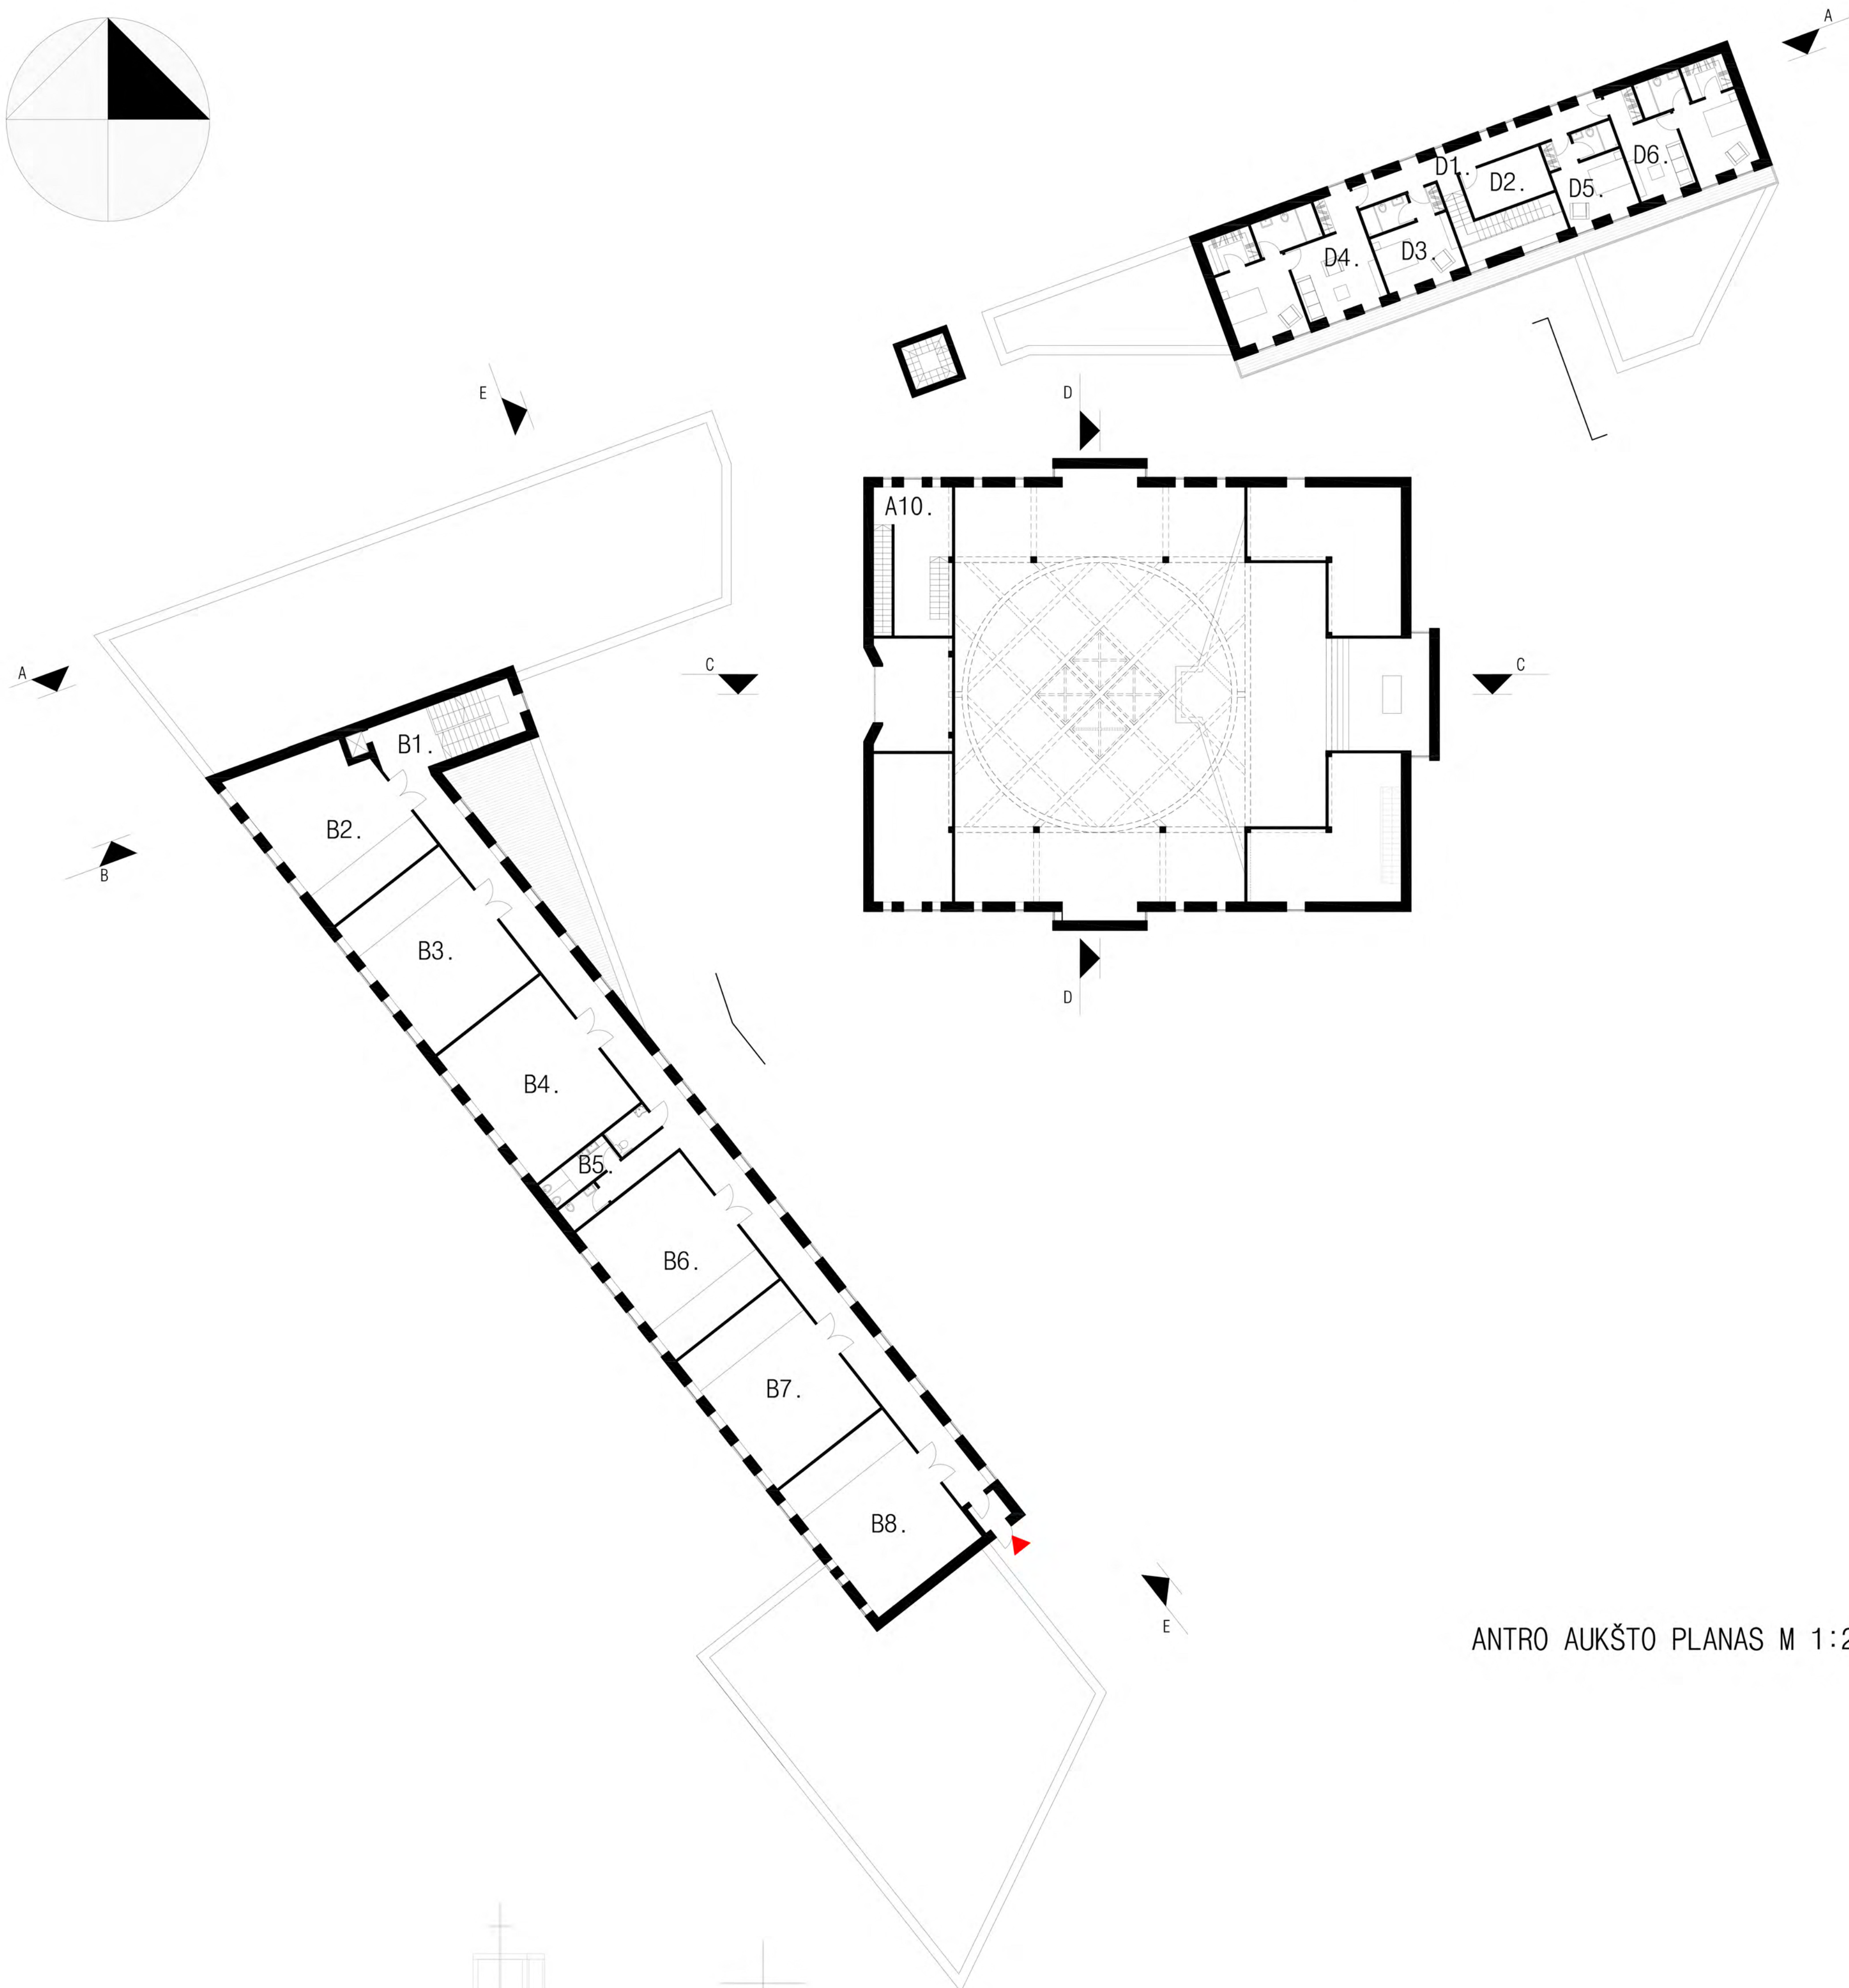 A
D1.
D2.
D6.
D5.
D3.
D4.
E
D
A10.
A
C
C
B1.
B2.
B
B3.
D
B4.
B5.
B6.
B7.
B8.
E
ANTRO AUKŠTO PLANAS M 1:2